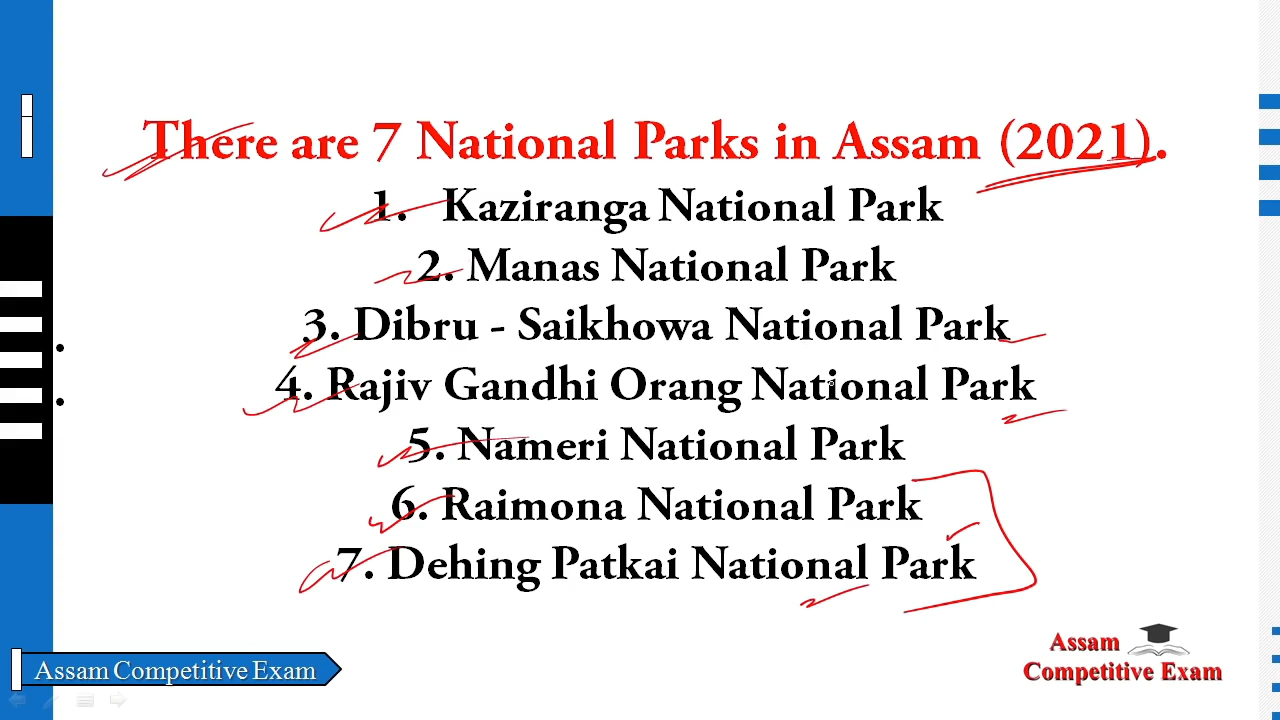 There are 7 National Parks in Assam (2021).
1. Kaziranga National Park
2. Manas National Park
3. Dibru - Saikhowa National Park
4. Rajiv Gandhi Orang National Park
5. Nameri National Park
6. Raimona National Park
7. Dehing Patkai National Park
Assam Competitive Exam
Assam
Competitive Exam